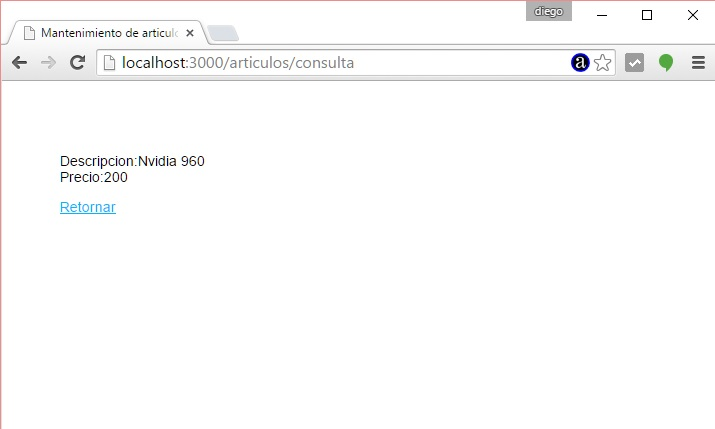 diego
Mantenimiento de articulo
localhost:3000/articulos/consulta
a
Descripcion:Nvidia 960
Precio:200
Retornar